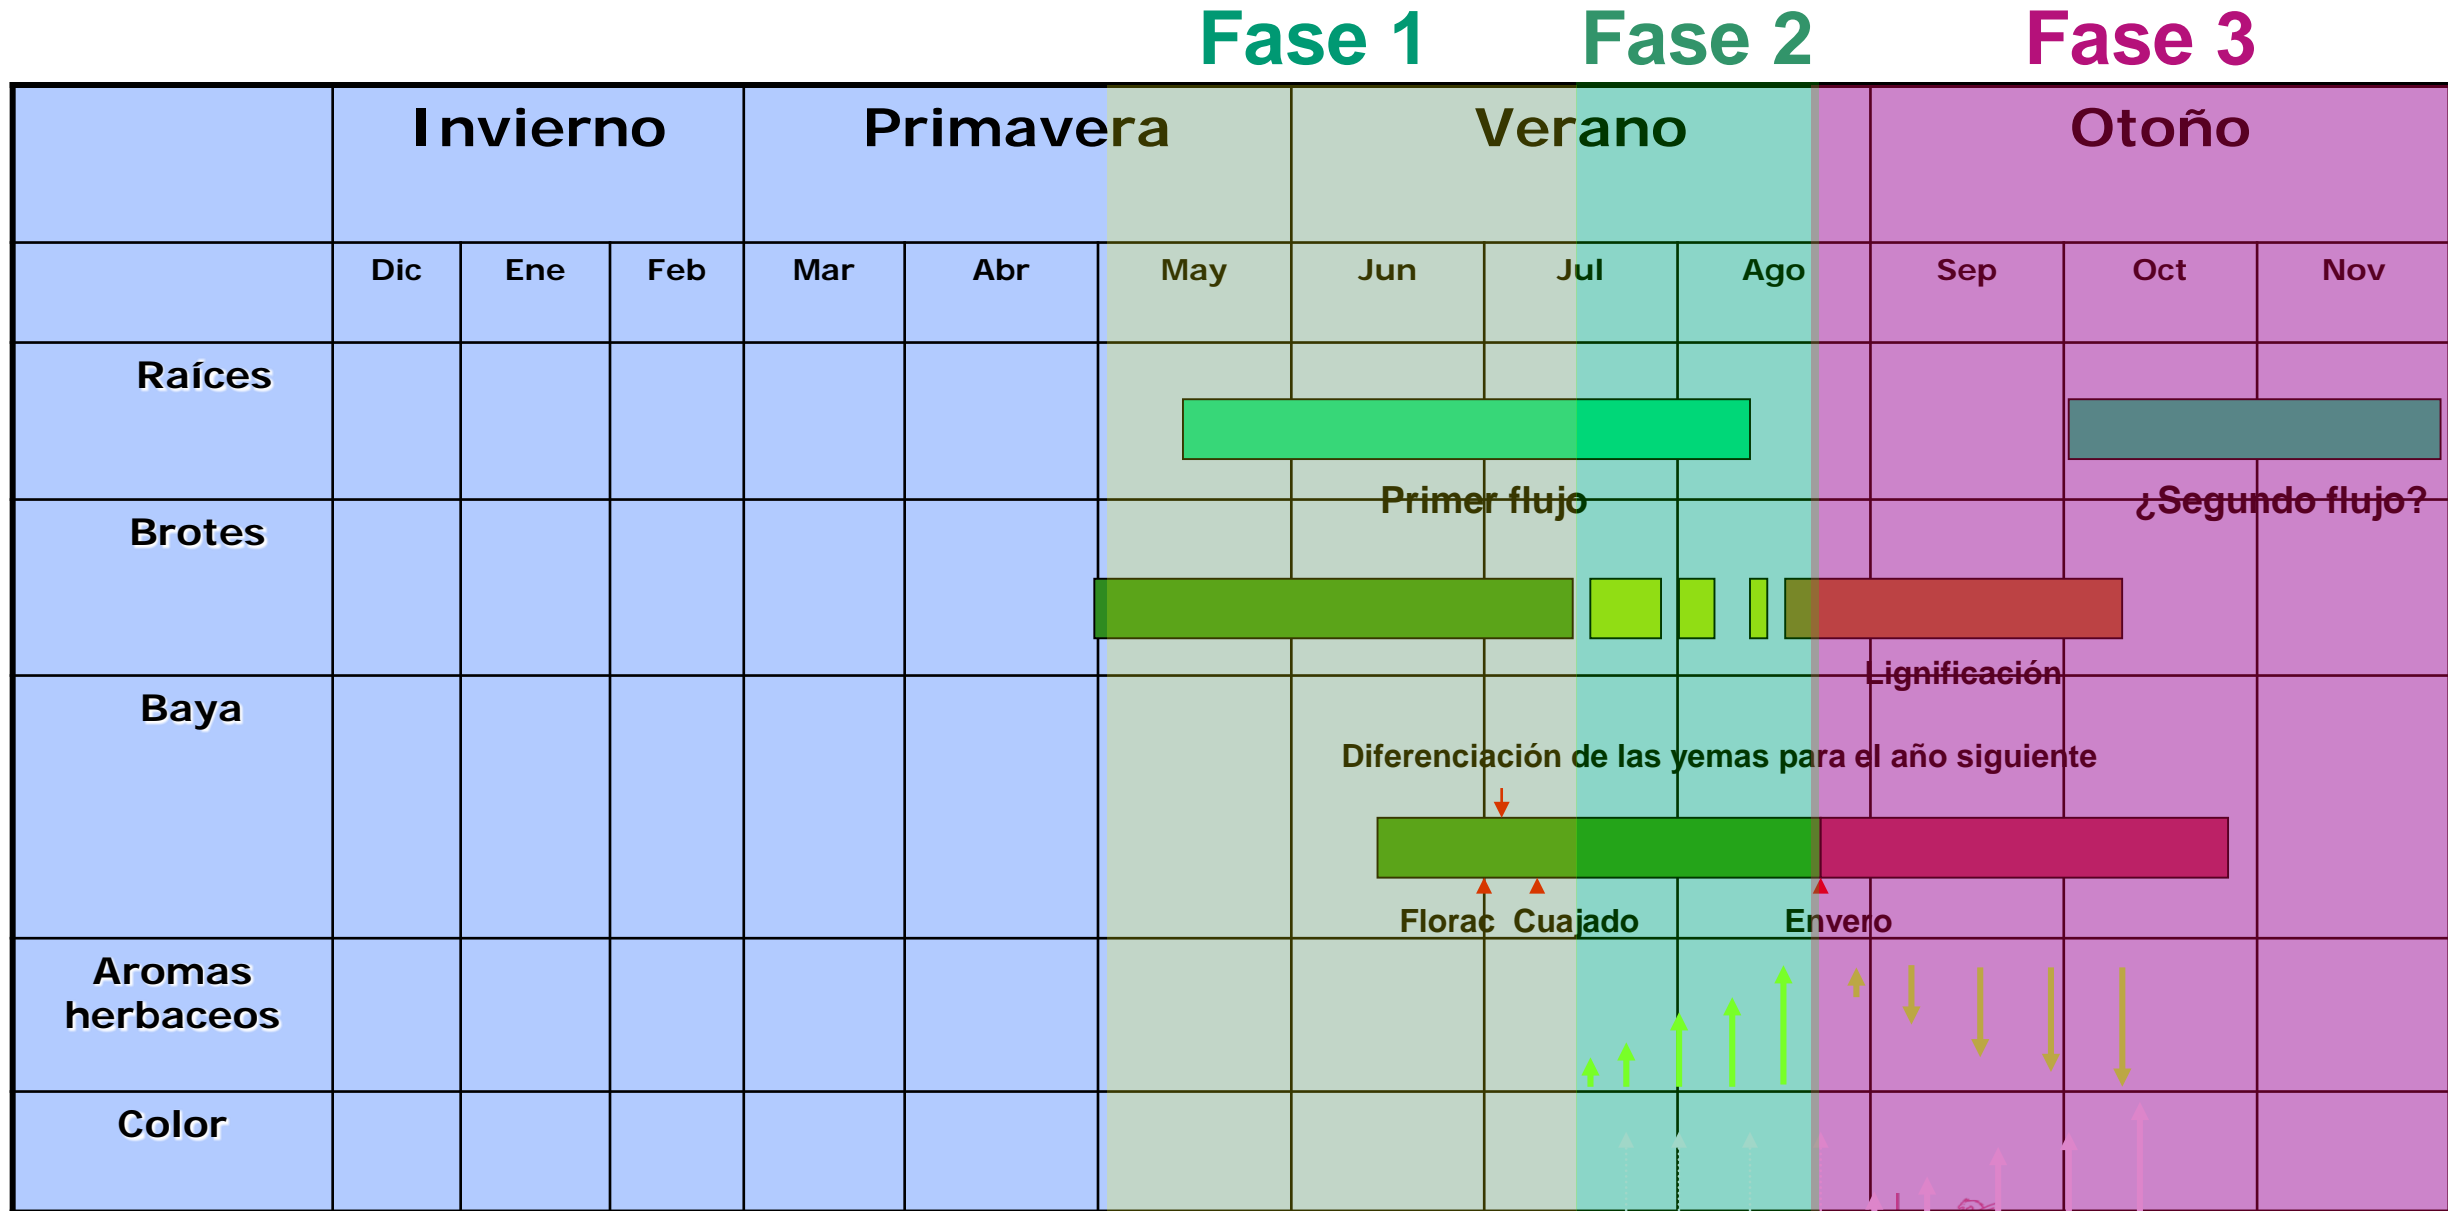 Fase 1 Fase 2 Fase 3
Invierno Primavera Verano Otoño
Dic Ene Feb Mar Abr May Jun Jul Ago Sep Oct Nov
Raíces
Primer flujo ¿Segundo flujo?
Brotes
Lignificación
Baya
Diferenciación de las yemas para el año siguiente
Florac Cuajado Envero
Aromas
herbaceos
Color